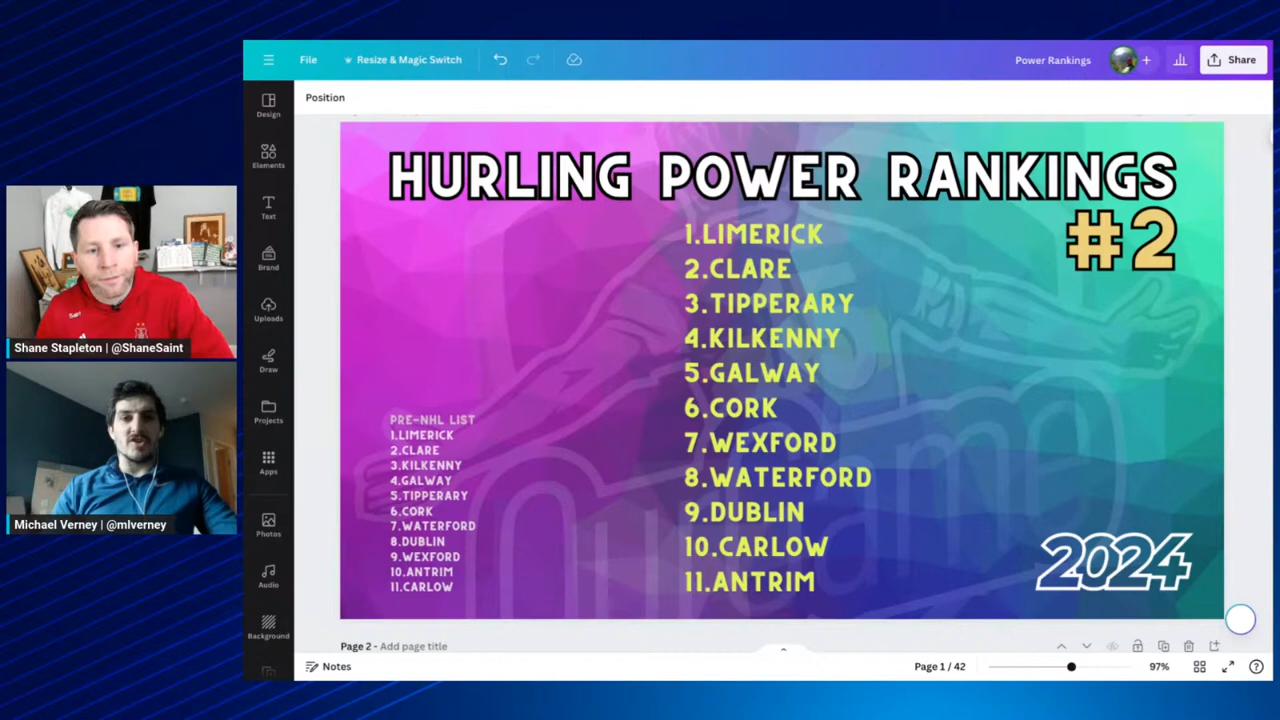 File
Resize & Magic Switch
Power Rankings
Share
Position
Design
Elements
Text
Brand
Uploads
Draw
Projects
Apps
Photos
Audio
Background
HURLING POWER RANKINGS
#2
1.LIMERICK
2.CLARE
3.TIPPERARY
4.KILKENNY
5.GALWAY
6.CORK
7.WEXFORD
8.WATERFORD
9.DUBLIN
10.CARLOW
11.ANTRIM
PRE-NHL LIST
1.LIMERICK
2.CLARE
3.KILKENNY
4.GALWAY
5.TIPPERARY
6.CORK
7.WATERFORD
8.DUBLIN
9.WEXFORD
10.ANTRIM
11.CARLOW
2024
Shane Stapleton | @ShaneSaint
Michael Verney | @mlverney
Page 2 - Add page title
Notes
Page 1 / 42
97%